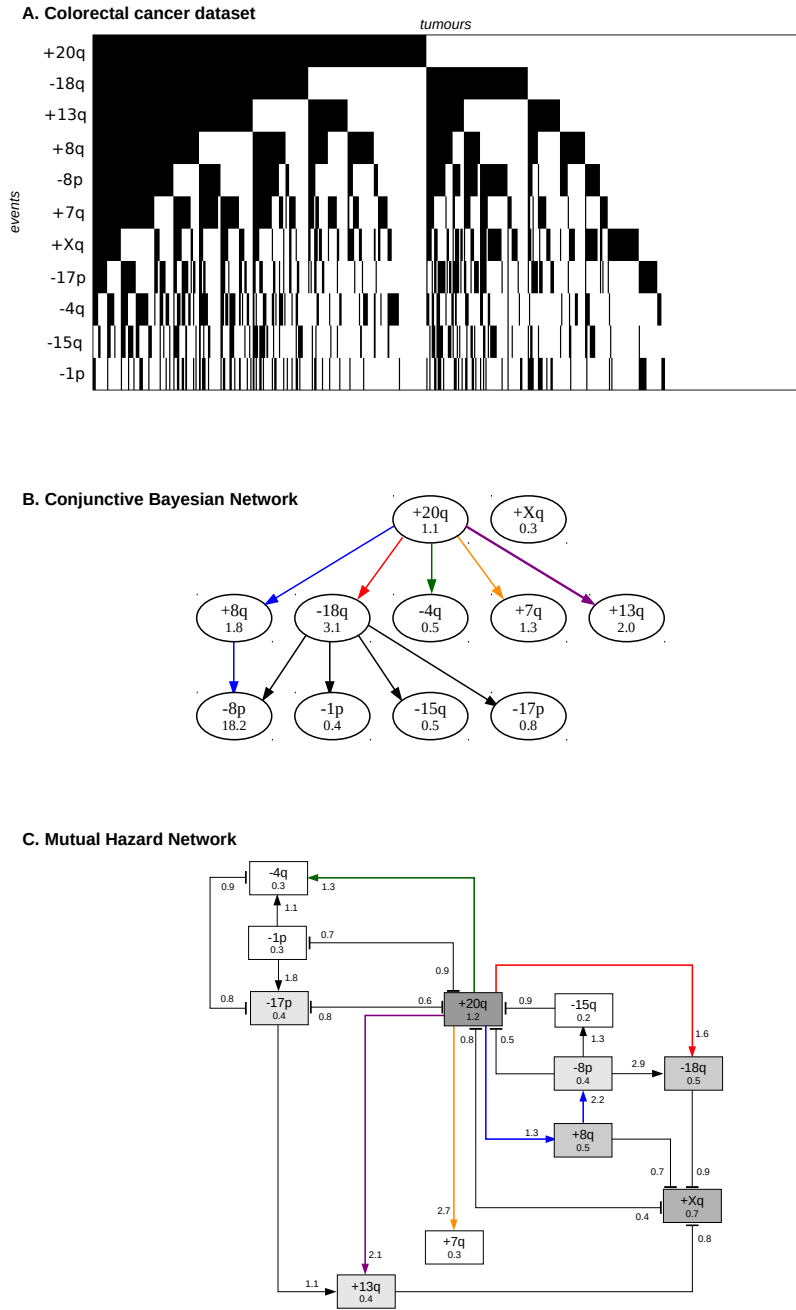 A. Colorectal cancer dataset
tumours
events
+20q
-18q
+13q
+8q
-8p
+7q
+Xq
-17p
-4q
-15q
-1p
B. Conjunctive Bayesian Network
+20q
1.1
+Xq
0.3
+8q
1.8
-18q
3.1
-4q
0.5
+7q
1.3
+13q
2.0
-8p
18.2
-1p
0.4
-15q
0.5
-17p
0.8
C. Mutual Hazard Network
-4q
0.3
0.9
1.3
1.1
-1p
0.3
0.7
1.8
0.9
-17p
0.4
0.8
0.8
0.6
+20q
1.2
0.9
-15q
0.2
0.8
0.5
1.3
1.6
-8p
0.4
2.9
-18q
0.5
2.2
1.3
+8q
0.5
0.7
0.9
+Xq
0.7
0.4
0.8
2.7
+7q
0.3
2.1
1.1
+13q
0.4